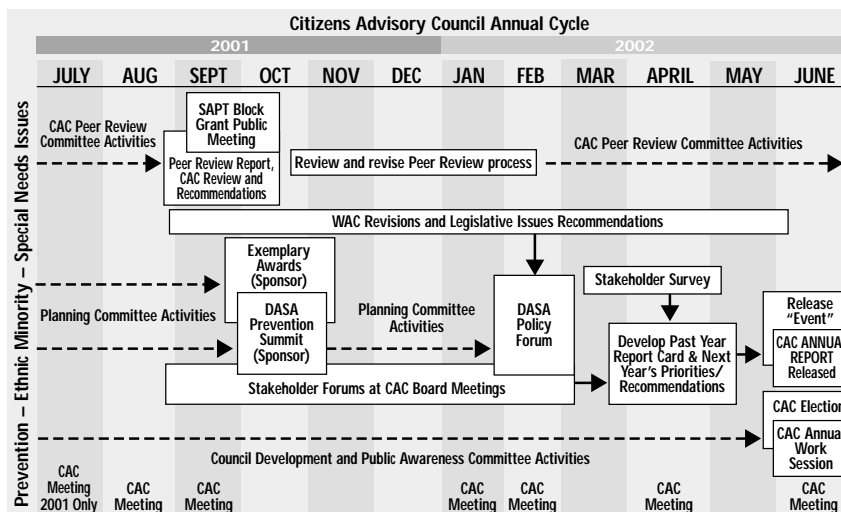 Citizens Advisory Council Annual Cycle
2001
2002
JULY
AUG
SEPT
OCT
NOV
DEC
JAN
FEB
MAR
APRIL
MAY
JUNE
Prevention – Ethnic Minority – Special Needs Issues
CAC Peer Review
Committee Activities
SAPT Block
Grant Public
Meeting
Peer Review Report,
CAC Review and
Recommendations
Review and revise Peer Review process
CAC Peer Review Committee Activities
WAC Revisions and Legislative Issues Recommendations
Exemplary
Awards
(Sponsor)
Planning Committee Activities
DASA
Prevention
Summit
(Sponsor)
Planning Committee
Activities
DASA
Policy
Forum
Stakeholder Survey
Develop Past Year
Report Card & Next
Year's Priorities/
Recommendations
Release
“Event”
CAC ANNUAL
REPORT
Released
Stakeholder Forums at CAC Board Meetings
CAC Election
CAC Annual
Work
Session
Council Development and Public Awareness Committee Activities
CAC
Meeting
2001 Only
CAC
Meeting
CAC
Meeting
CAC
Meeting
CAC
Meeting
CAC
Meeting
CAC
Meeting